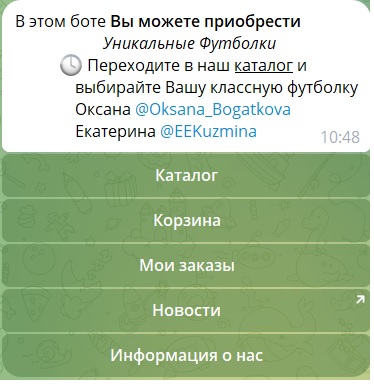 В этом боте Вы можете приобрести
Уникальные Футболки
Переходите в наш каталог и
выбирайте Вашу классную футболку
Оксана @Oksana_Bogatkova
Екатерина @EEKuzmina
10:48
Каталог
Корзина
Мои заказы
Новости
Информация о нас